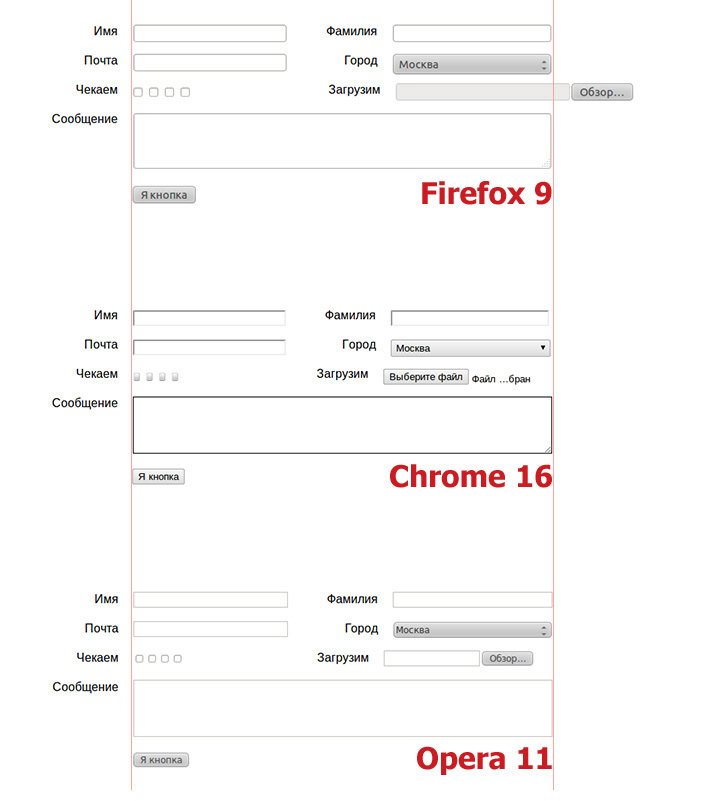 Имя Фамилия
Почта Город Москва
Чекаем Загрузим Обзор...
Сообщение
Я кнопка Firefox 9
Имя Фамилия
Почта Город Москва
Чекаем Загрузим Выберите файл Файл ...бран
Сообщение
Я кнопка Chrome 16
Имя Фамилия
Почта Город Москва
Чекаем Загрузим Обзор...
Сообщение
Я кнопка Opera 11